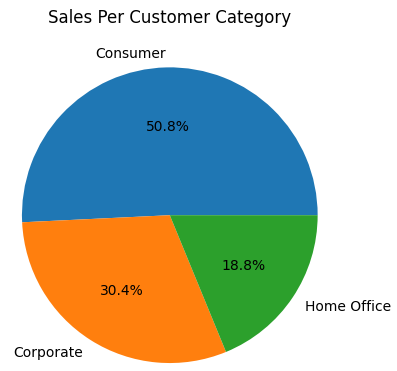 Sales Per Customer Category
Consumer
50.8%
18.8%
30.4%
Home Office
Corporate